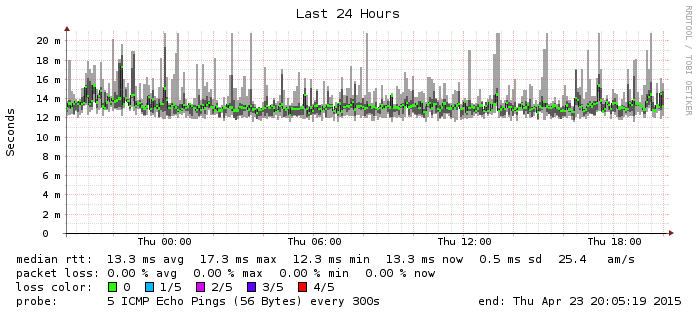 Last 24 Hours
RRDTOOL / TOBI OETIKER
Seconds
20 m
18 m
16 m
14 m
12 m
10 m
8 m
6 m
4 m
2 m
0
Thu 00:00 Thu 06:00 Thu 12:00 Thu 18:00
median rtt: 13.3 ms avg 17.3 ms max 12.3 ms min 13.3 ms now 0.5 ms sd 25.4 am/s
packet loss: 0.00 % avg 0.00 % max 0.00 % min 0.00 % now
loss color: 0 1/5 2/5 3/5 4/5
probe: 5 ICMP Echo Pings (56 Bytes) every 300s end: Thu Apr 23 20:05:19 2015